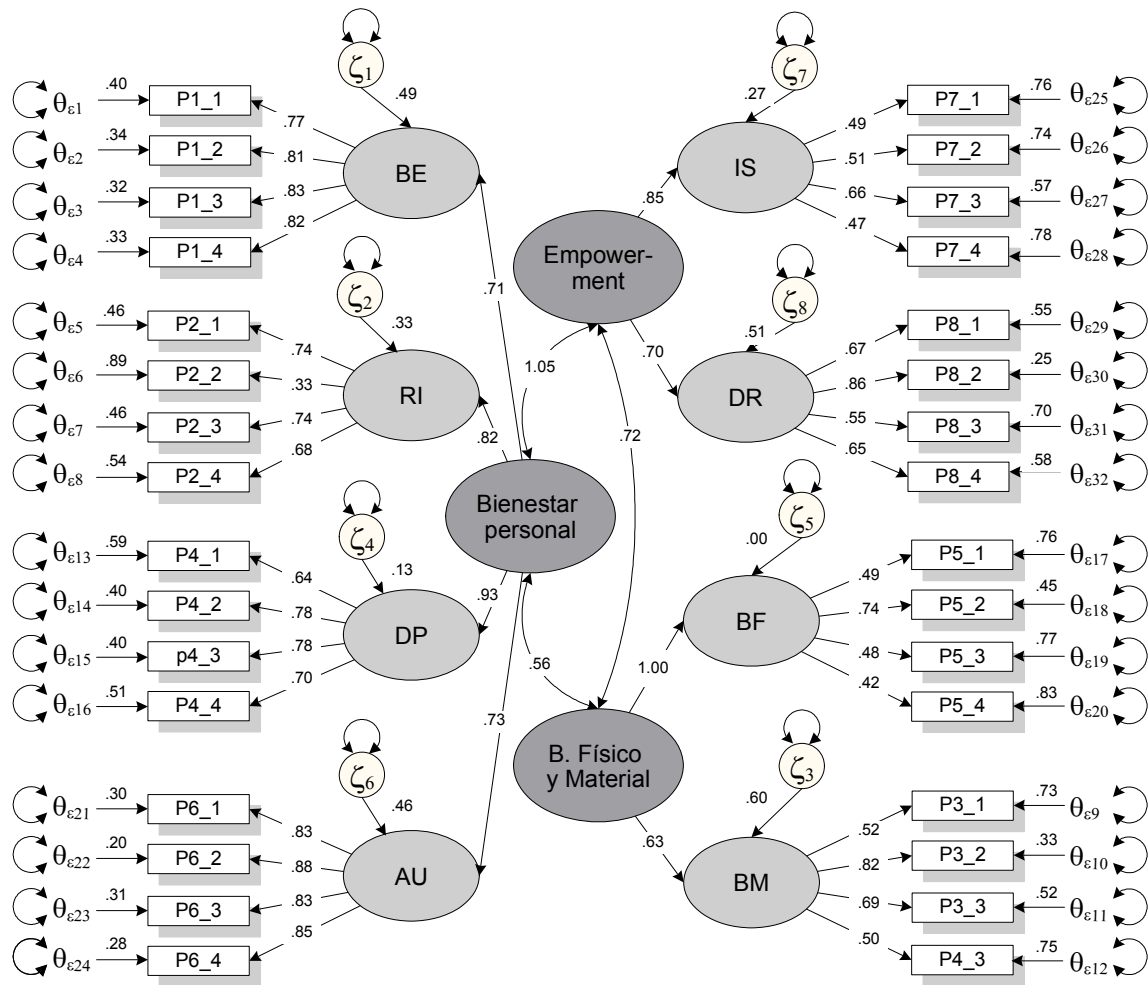 ζ1
.49
BE
θε1
.40
P1_1
.77
θε2
.34
P1_2
.81
θε3
.32
P1_3
.83
θε4
.33
P1_4
.82
ζ2
.33
RI
θε5
.46
P2_1
.74
θε6
.89
P2_2
.33
θε7
.46
P2_3
.74
θε8
.54
P2_4
.68
ζ4
.13
DP
θε13
.59
P4_1
.64
θε14
.40
P4_2
.78
θε15
.40
p4_3
.78
θε16
.51
P4_4
.70
ζ6
.46
AU
θε21
.30
P6_1
.83
θε22
.20
P6_2
.88
θε23
.31
P6_3
.83
θε24
.28
P6_4
.85
.71
.82
.93
.73
Bienestar
personal
1.05
.56
.72
Empower-
ment
.85
.70
B. Físico
y Material
1.00
.63
ζ7
.27
IS
.49
P7_1
.76
θε25
.51
P7_2
.74
θε26
.66
P7_3
.57
θε27
.47
P7_4
.78
θε28
ζ8
.51
DR
.67
P8_1
.55
θε29
.86
P8_2
.25
θε30
.55
P8_3
.70
θε31
.65
P8_4
.58
θε32
ζ5
.00
BF
.49
P5_1
.76
θε17
.74
P5_2
.45
θε18
.48
P5_3
.77
θε19
.42
P5_4
.83
θε20
ζ3
.60
BM
.52
P3_1
.73
θε9
.82
P3_2
.33
θε10
.69
P3_3
.52
θε11
.50
P4_3
.75
θε12